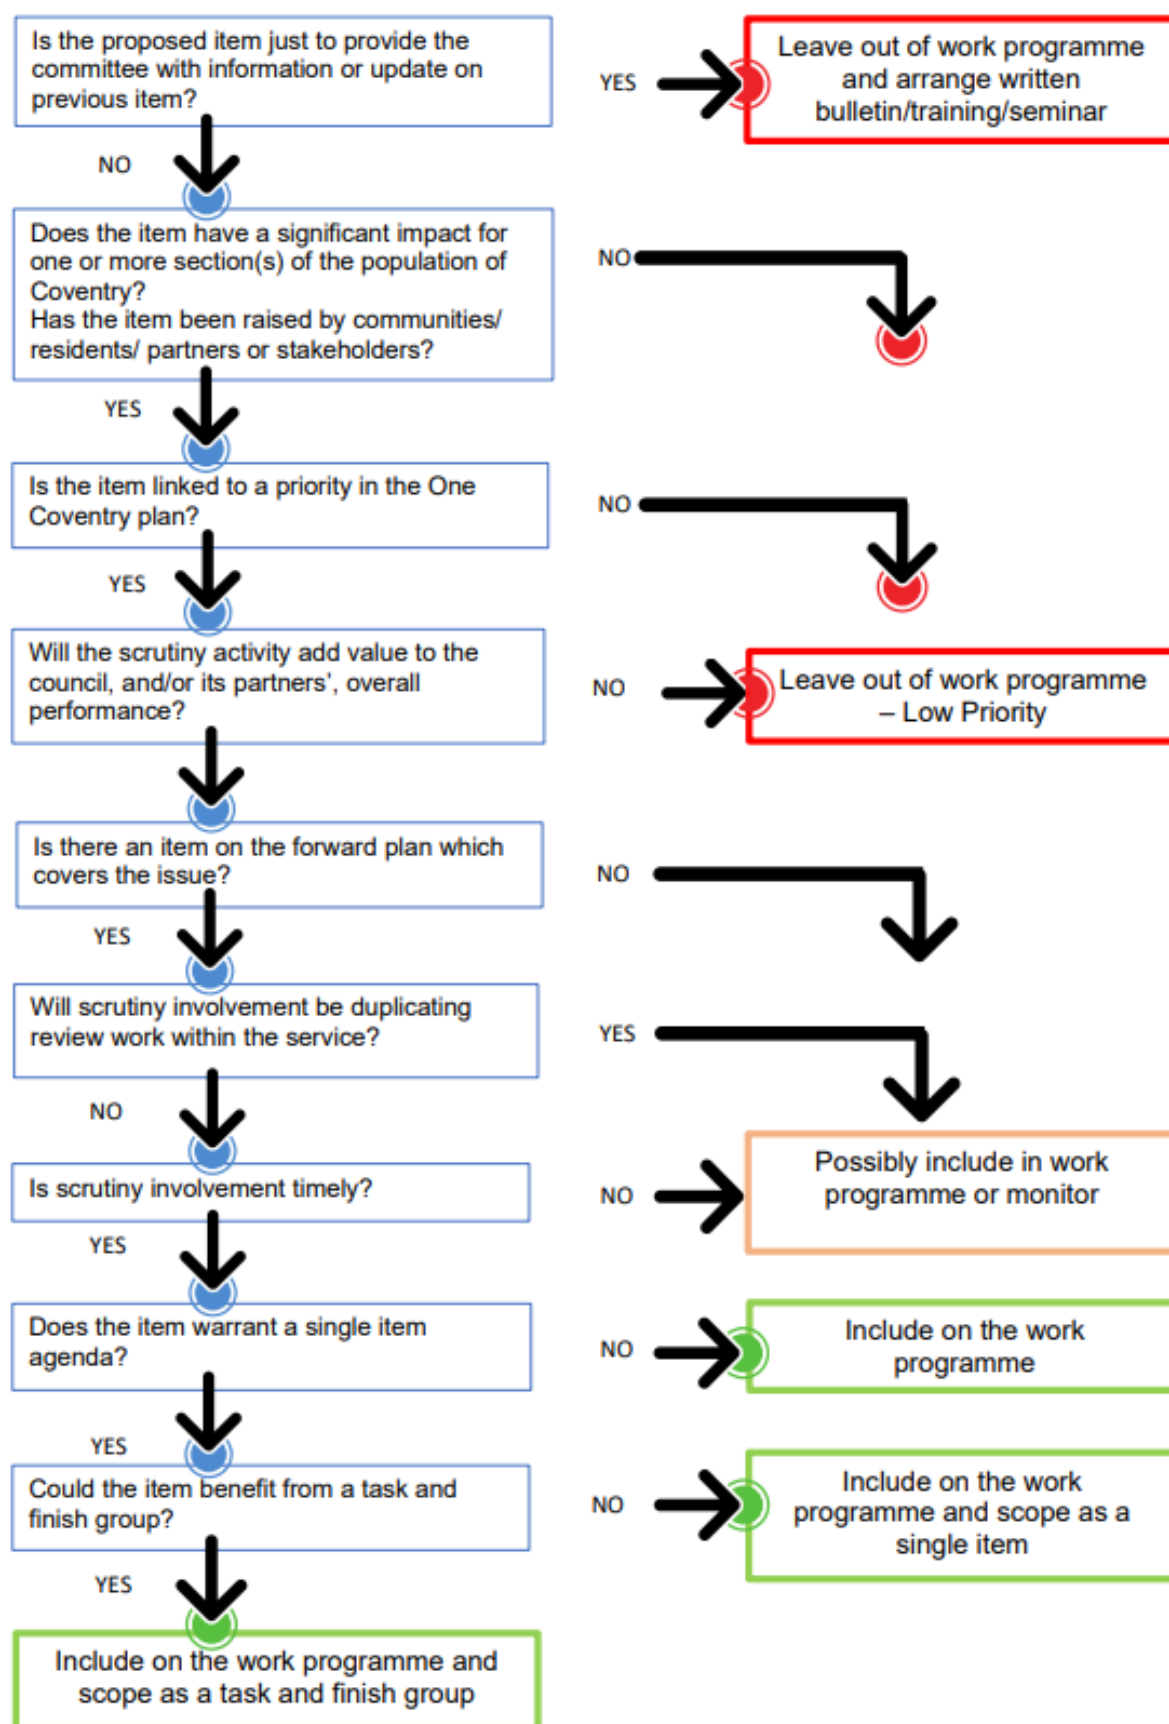 Is the proposed item just to provide the
committee with information or update on
previous item?
YES
Leave out of work programme
and arrange written
bulletin/training/seminar
NO
Does the item have a significant impact for
one or more section(s) of the population of
Coventry?
Has the item been raised by communities/
residents/ partners or stakeholders?
NO
YES
Is the item linked to a priority in the One
Coventry plan?
NO
YES
Will the scrutiny activity add value to the
council, and/or its partners', overall
performance?
NO
Leave out of work programme
– Low Priority
Is there an item on the forward plan which
covers the issue?
NO
YES
Will scrutiny involvement be duplicating
review work within the service?
YES
NO
Is scrutiny involvement timely?
NO
Possibly include in work
programme or monitor
YES
Does the item warrant a single item
agenda?
NO
Include on the work
programme
YES
Could the item benefit from a task and
finish group?
NO
Include on the work
programme and scope as a
single item
YES
Include on the work programme and
scope as a task and finish group